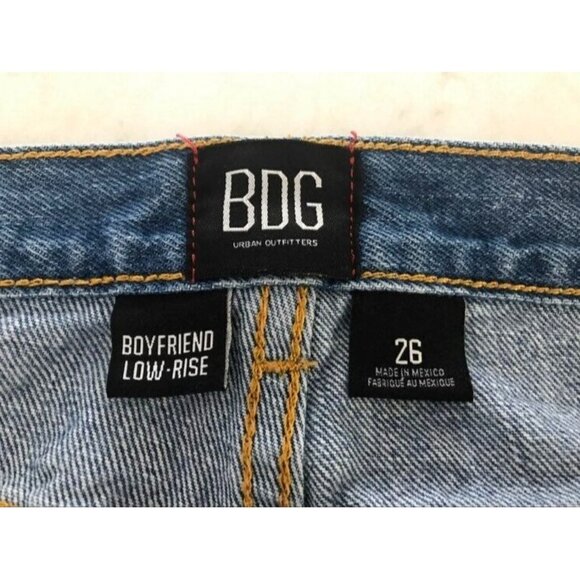 BDG
URBAN OUTFITTERS
BOYFRIEND
LOW-RISE
26
MADE IN MEXICO
FABRIQUÉ AU MEXIQUE